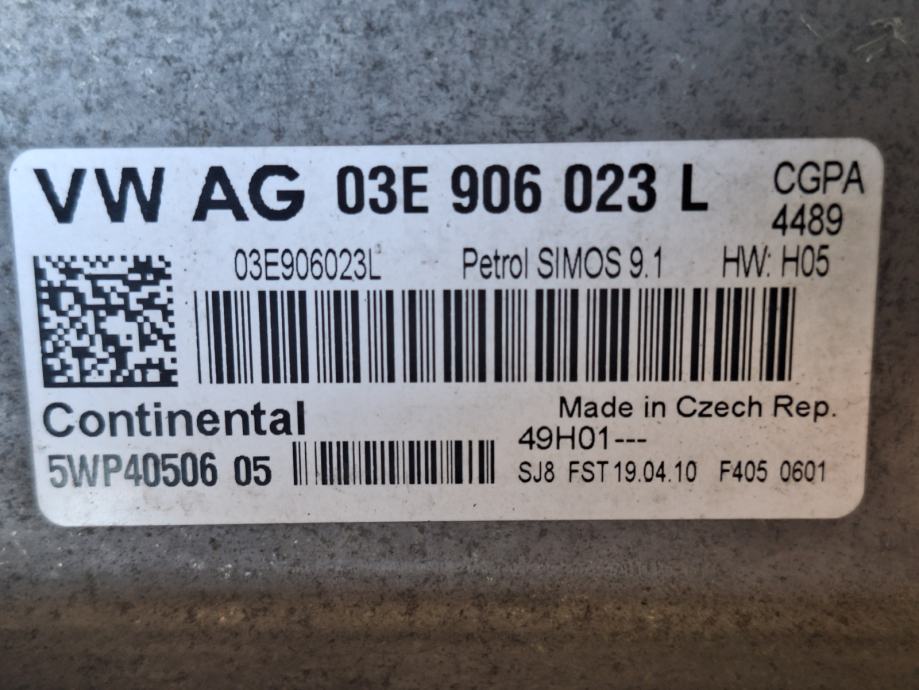 VW AG 03E 906 023 L CGPA
4489
03E906023L Petrol SIMOS 9.1 HW: H05
Continental Made in Czech Rep.
49H01---
5WP40506 05 SJ8 FST 19.04.10 F405 0601